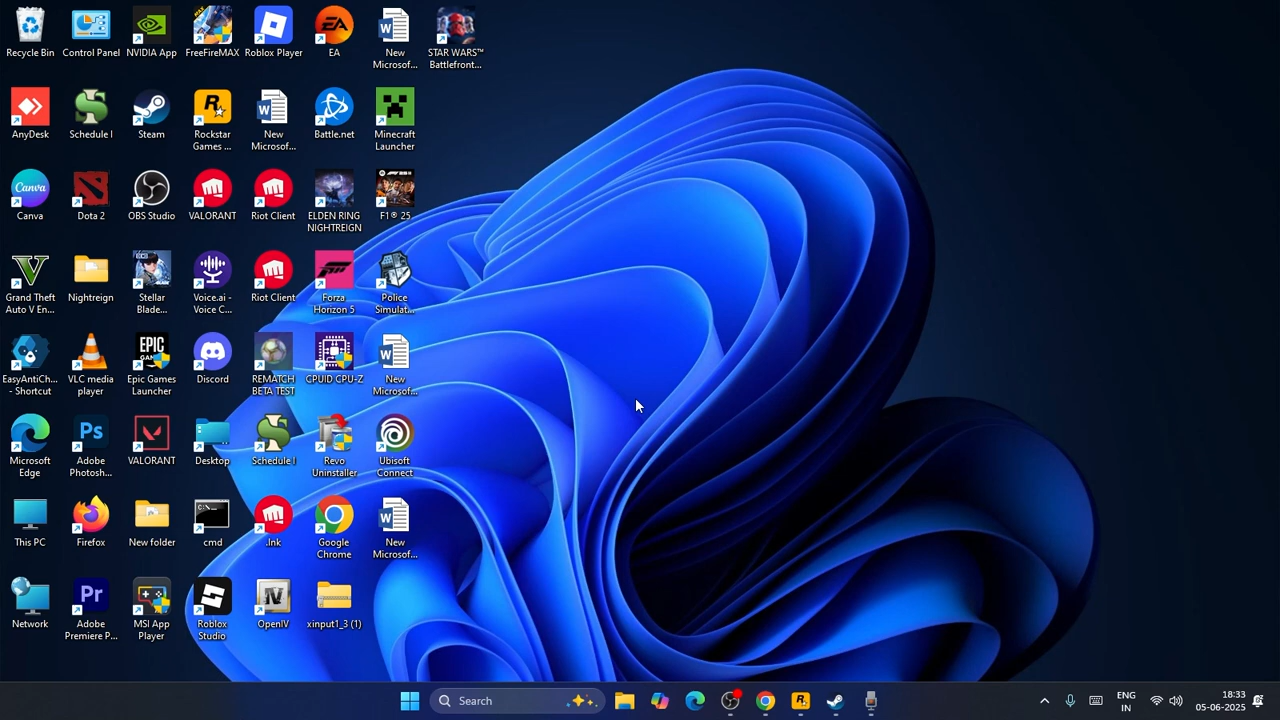 Recycle Bin
Control Panel
NVIDIA App
FreeFireMAX
Roblox Player
EA
New
Microsof...
STAR WARS™
Battlefront...
AnyDesk
Schedule I
Steam
Rockstar
Games ...
New
Microsof...
Battle.net
Minecraft
Launcher
Canva
Dota 2
OBS Studio
VALORANT
Riot Client
ELDEN RING
NIGHTREIGN
F1® 25
Grand Theft
Auto V En...
Nightreign
Stellar
Blade...
Voice.ai -
Voice C...
Riot Client
Forza
Horizon 5
Police
Simulat...
EasyAntiCh...
- Shortcut
VLC media
player
Epic Games
Launcher
Discord
REMATCH
BETA TEST
CPUID CPU-Z
New
Microsof...
Microsoft
Edge
Adobe
Photosh...
VALORANT
Desktop
Schedule I
Revo
Uninstaller
Ubisoft
Connect
This PC
Firefox
New folder
cmd
.lnk
Google
Chrome
New
Microsof...
Network
Adobe
Premiere P...
MSI App
Player
Roblox
Studio
OpenIV
xinput1_3 (1)
Search
ENG
IN
18:33
05-06-2025